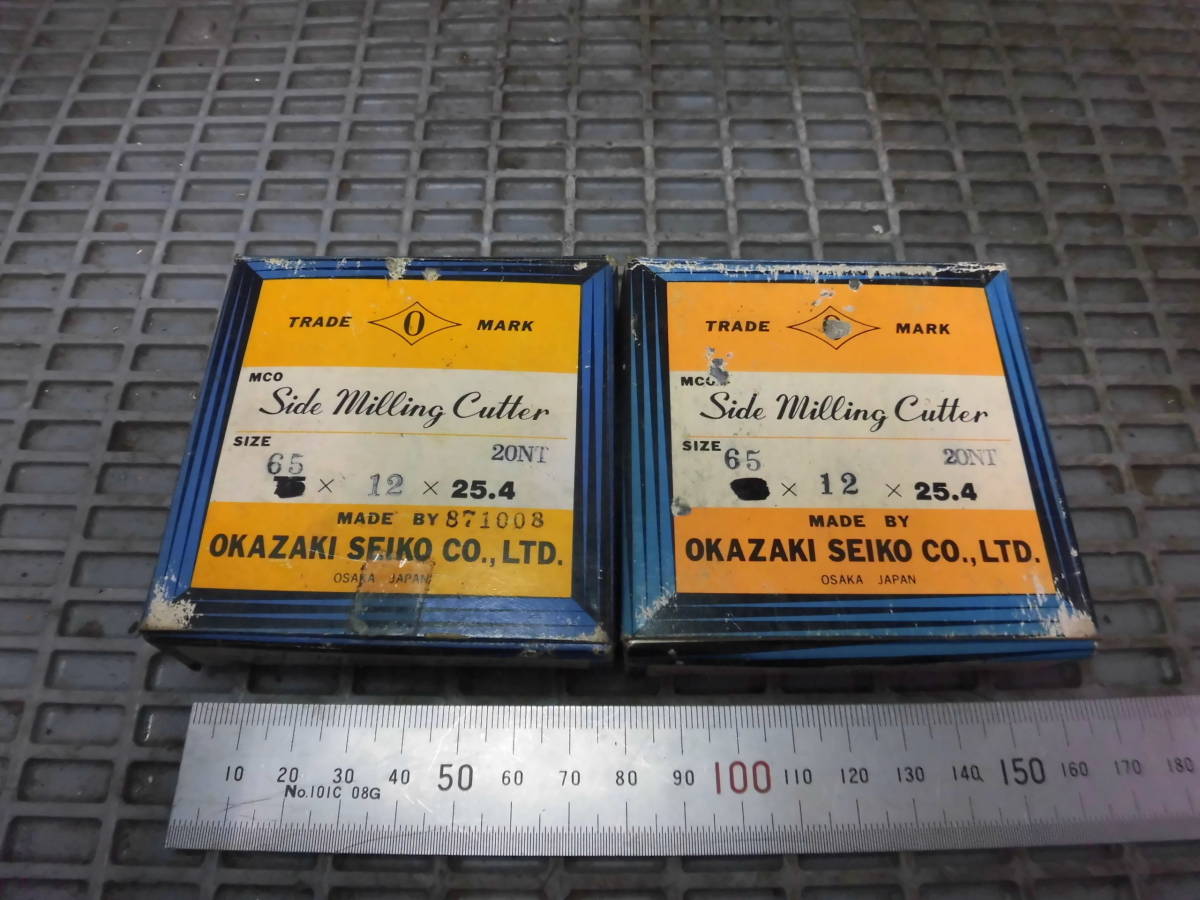 TRADE O MARK
MCO
Side Milling Cutter
SIZE
20NT
65
× 12 × 25.4
MADE BY 871008
OKAZAKI SEIKO CO., LTD.
OSAKA JAPAN
TRADE MARK
MCO
Side Milling Cutter
SIZE
20NT
65
× 12 × 25.4
MADE BY
OKAZAKI SEIKO CO., LTD.
OSAKA JAPAN
10 20 30 40 50 60 70 80 90 100 110 120 130 140 150 160 170 180
No.101C 08G